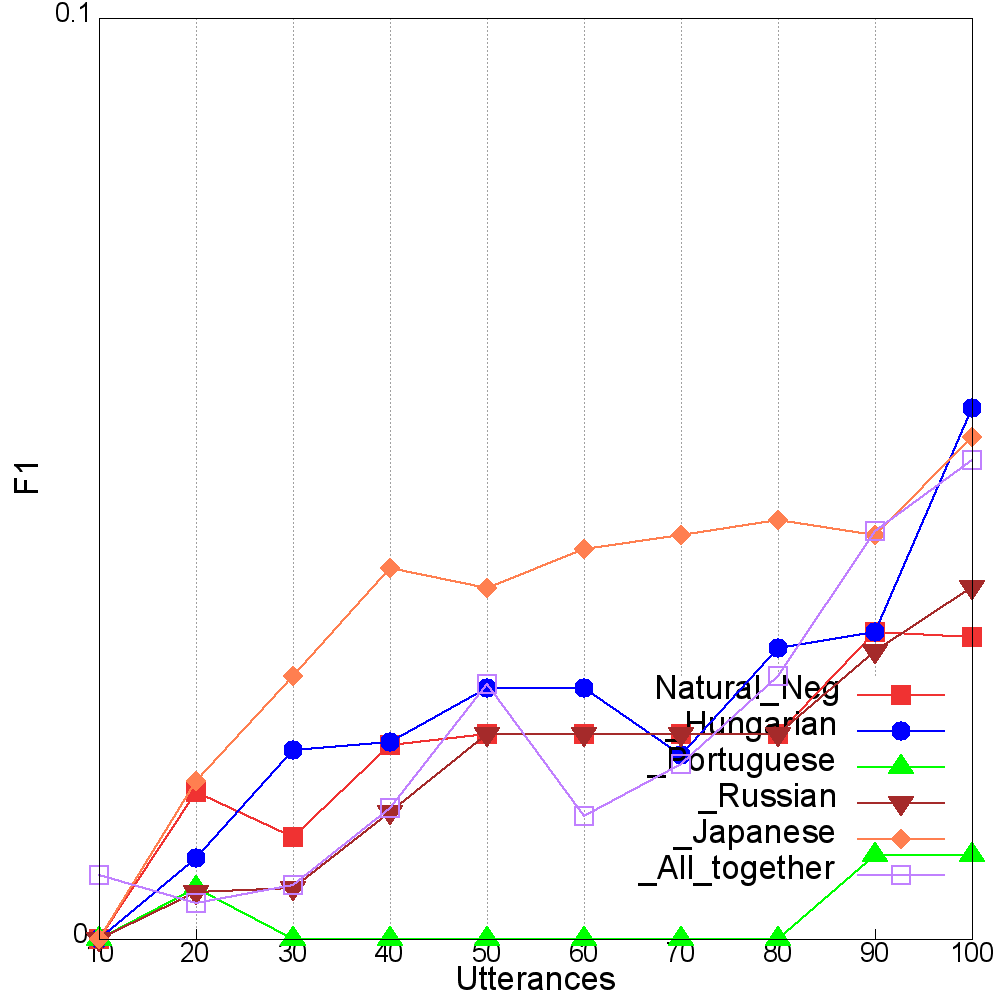 0.1
F1
Natural_Neg
_Hungarian
_Portuguese
_Russian
_Japanese
_All_together
0
10 20 30 40 50 60 70 80 90 100
Utterances